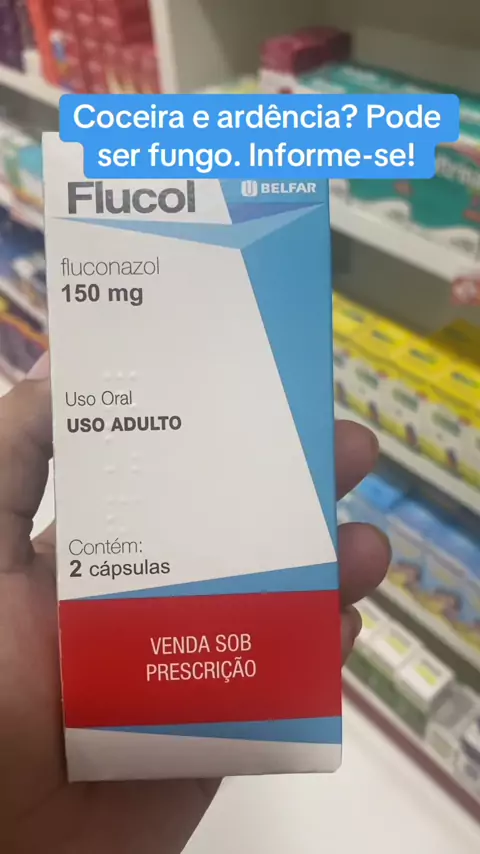 Coceira e ardência? Pode
ser fungo. Informe-se!
Flucol
BELFAR
fluconazol
150 mg
Uso Oral
USO ADULTO
Contém:
2 cápsulas
VENDA SOB
PRESCRIÇÃO